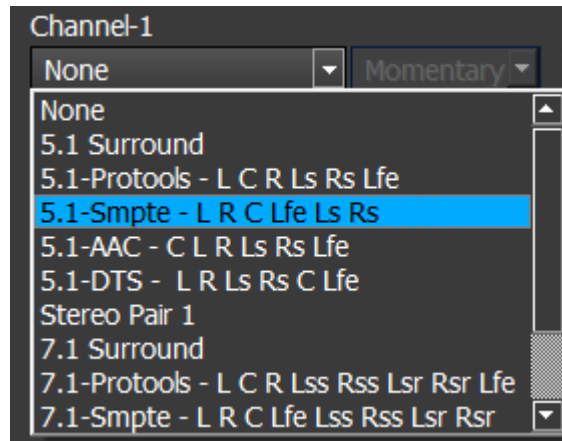 Channel-1
None Momentary
None
5.1 Surround
5.1-Protools - L C R Ls Rs Lfe
5.1-Smpte - L R C Lfe Ls Rs
5.1-AAC - C L R Ls Rs Lfe
5.1-DTS - L R Ls Rs C Lfe
Stereo Pair 1
7.1 Surround
7.1-Protools - L C R Lss Rss Lsr Rsr Lfe
7.1-Smpte - L R C Lfe Lss Rss Lsr Rsr